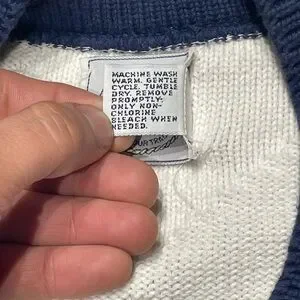 MACHINE WASH
WARM. GENTLE
CYCLE. TUMBLE
DRY. REMOVE
PROMPTLY.
ONLY NON-
CHLORINE
BLEACH WHEN
NEEDED.